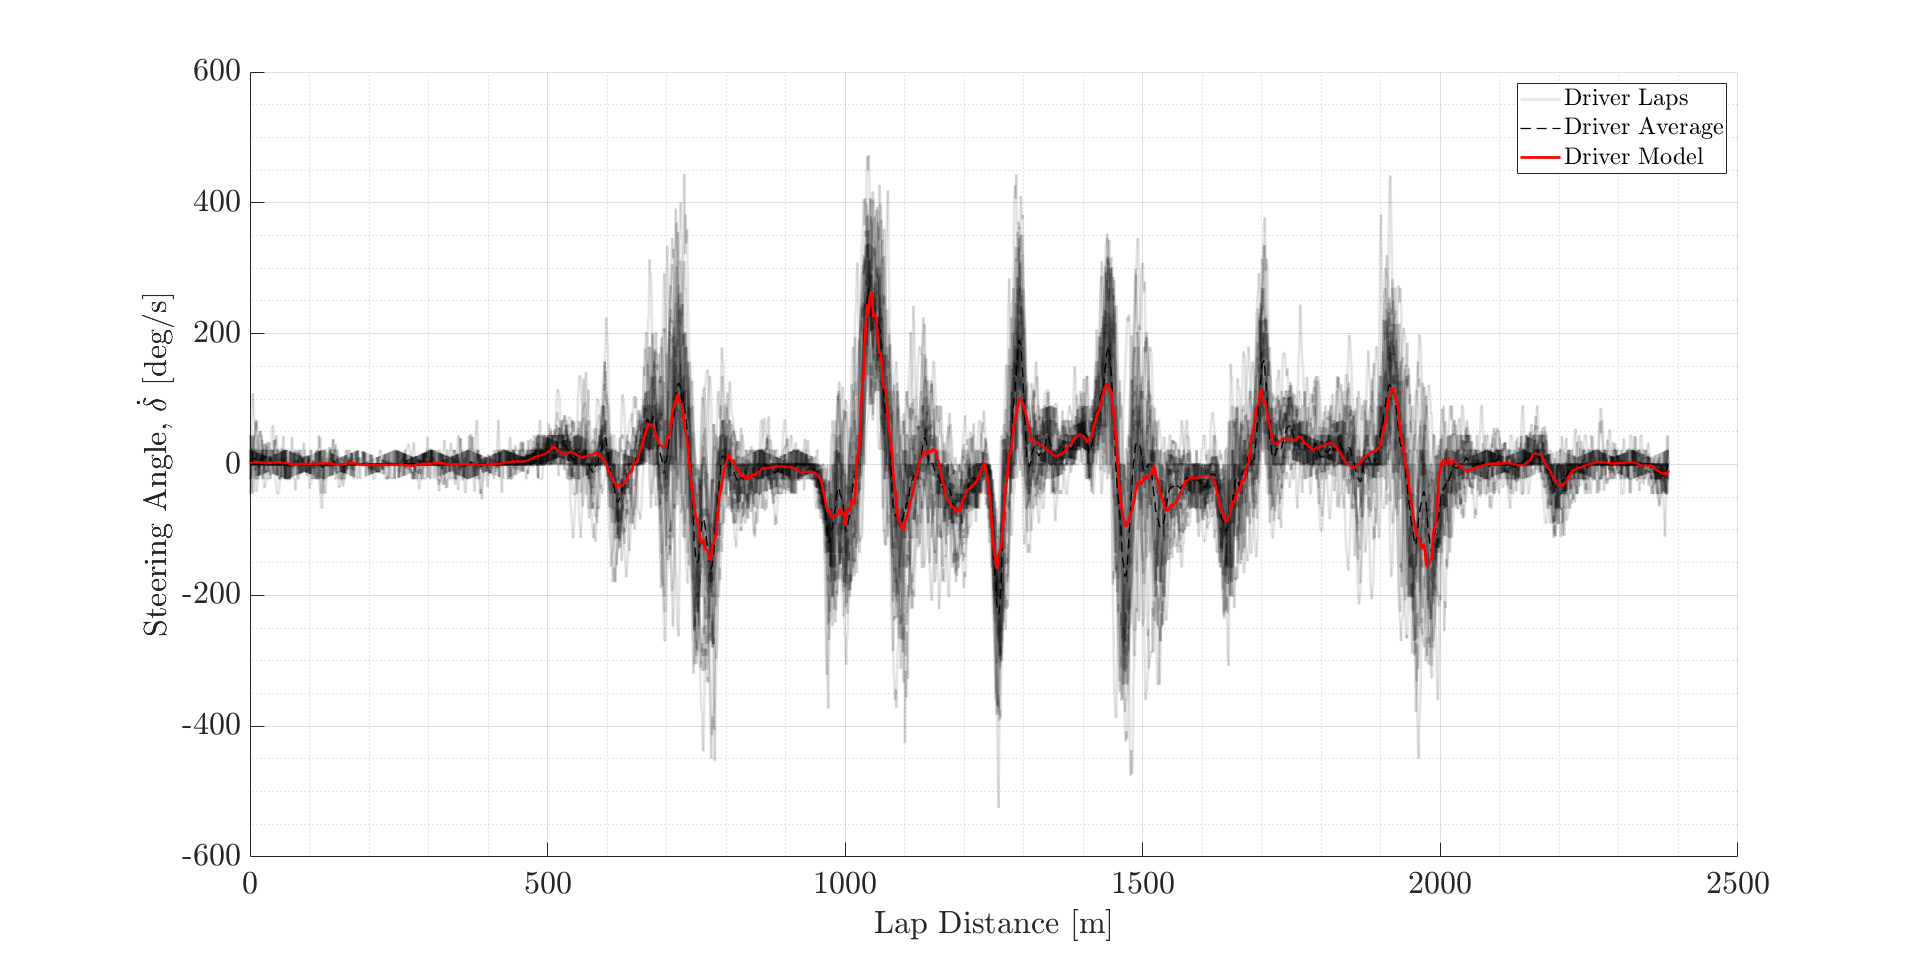 600
400
200
0
-200
-400
-600
Steering Angle, δ̇ [deg/s]
Driver Laps
Driver Average
Driver Model
0 500 1000 1500 2000 2500
Lap Distance [m]